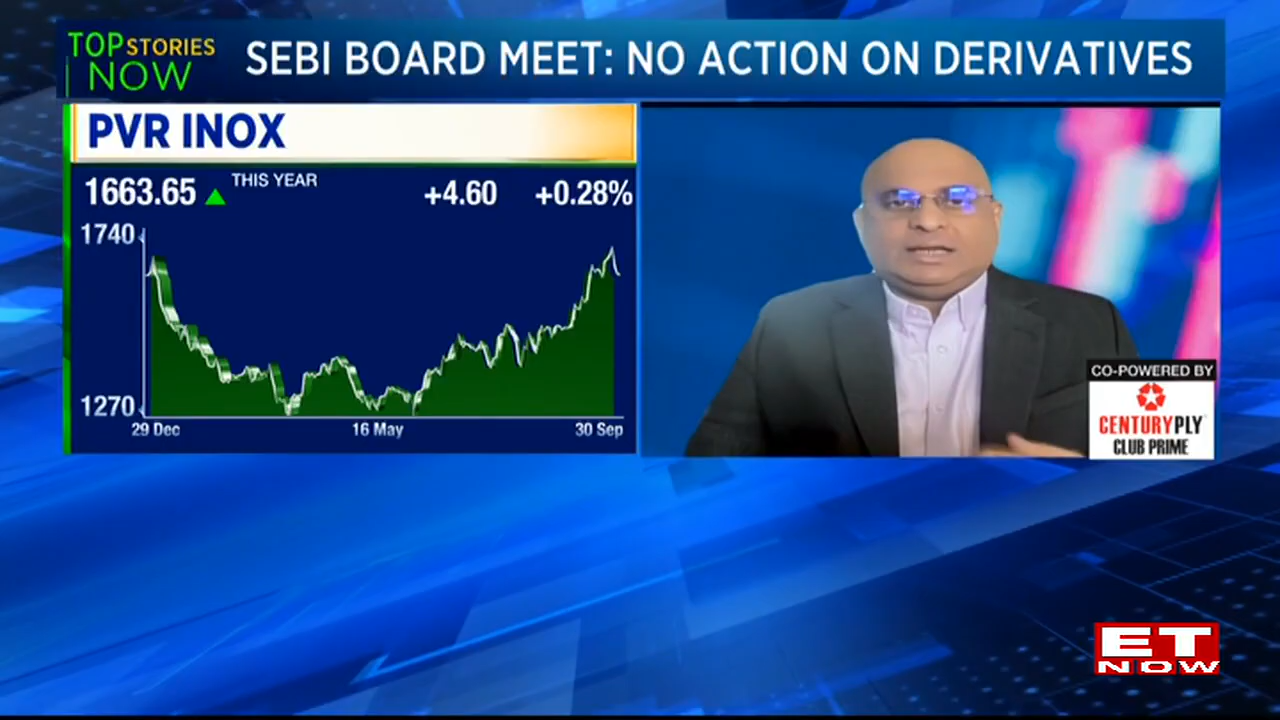 TOP STORIES
NOW
SEBI BOARD MEET: NO ACTION ON DERIVATIVES
PVR INOX
1663.65 THIS YEAR +4.60 +0.28%
1740
1270
29 Dec 16 May 30 Sep
CO-POWERED BY
CENTURYPLY
CLUB PRIME
ET
NOW